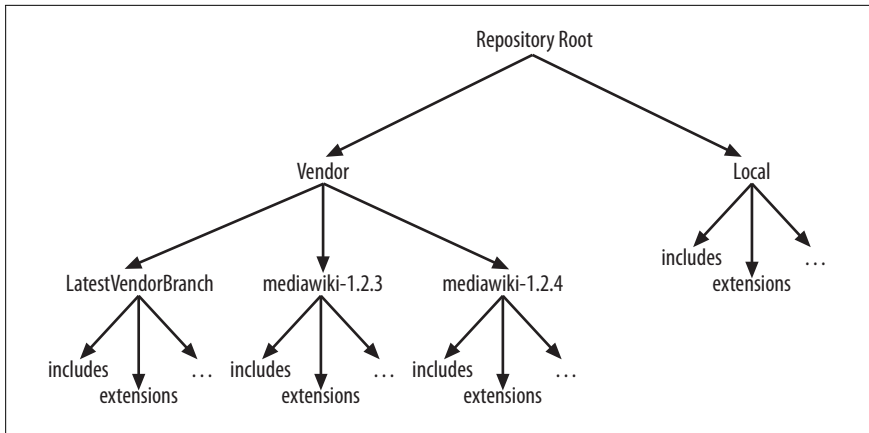 Repository Root
Vendor
Local
includes
extensions
...
LatestVendorBranch
mediawiki-1.2.3
mediawiki-1.2.4
includes
extensions
...
includes
extensions
...
includes
extensions
...